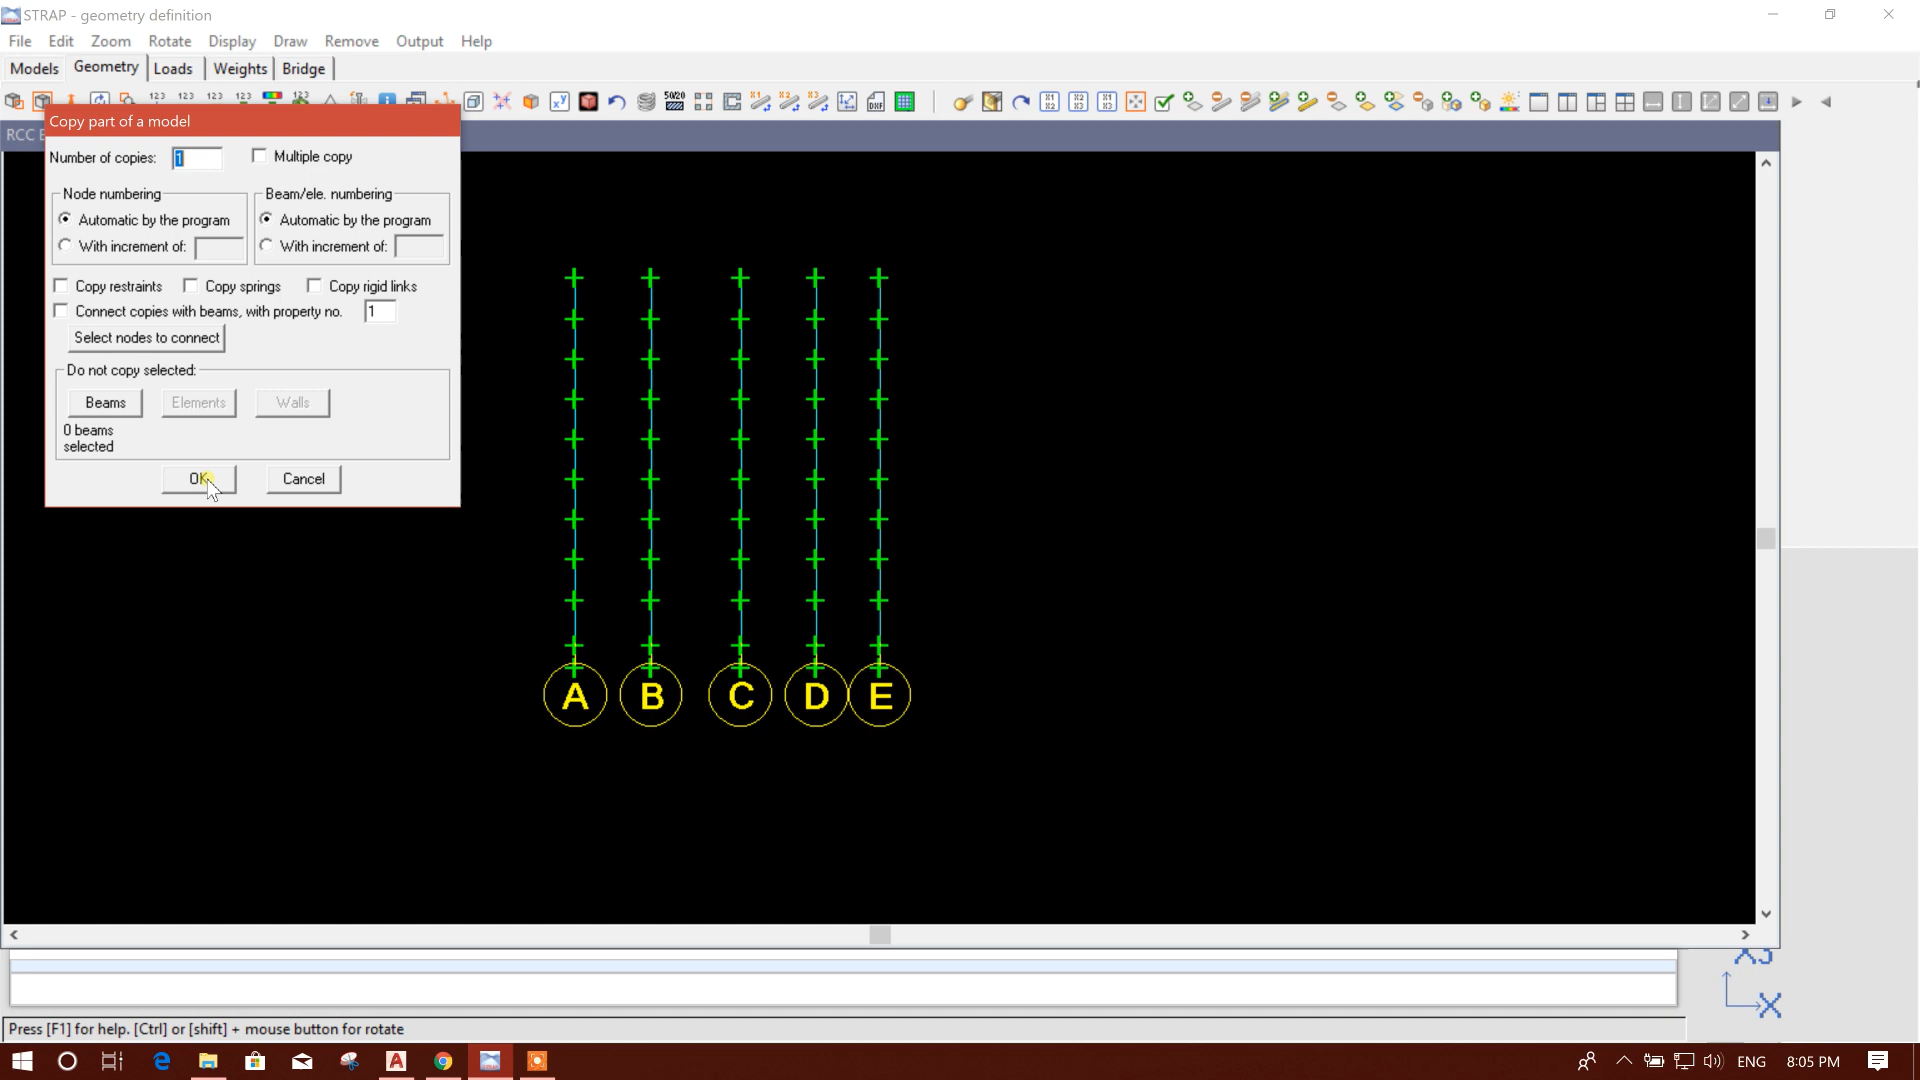 STRAP - geometry definition
File Edit Zoom Rotate Display Draw Remove Output Help
Models Geometry Loads Weights Bridge
Copy part of a model
Number of copies: 1 Multiple copy
Node numbering Beam/ele. numbering
Automatic by the program Automatic by the program
With increment of: With increment of:
Copy restraints Copy springs Copy rigid links
Connect copies with beams, with property no. 1
Select nodes to connect
Do not copy selected:
Beams Elements Walls
0 beams
selected
OK Cancel
A B C D E
X3
X
Press [F1] for help. [Ctrl] or [shift] + mouse button for rotate
ENG 8:05 PM